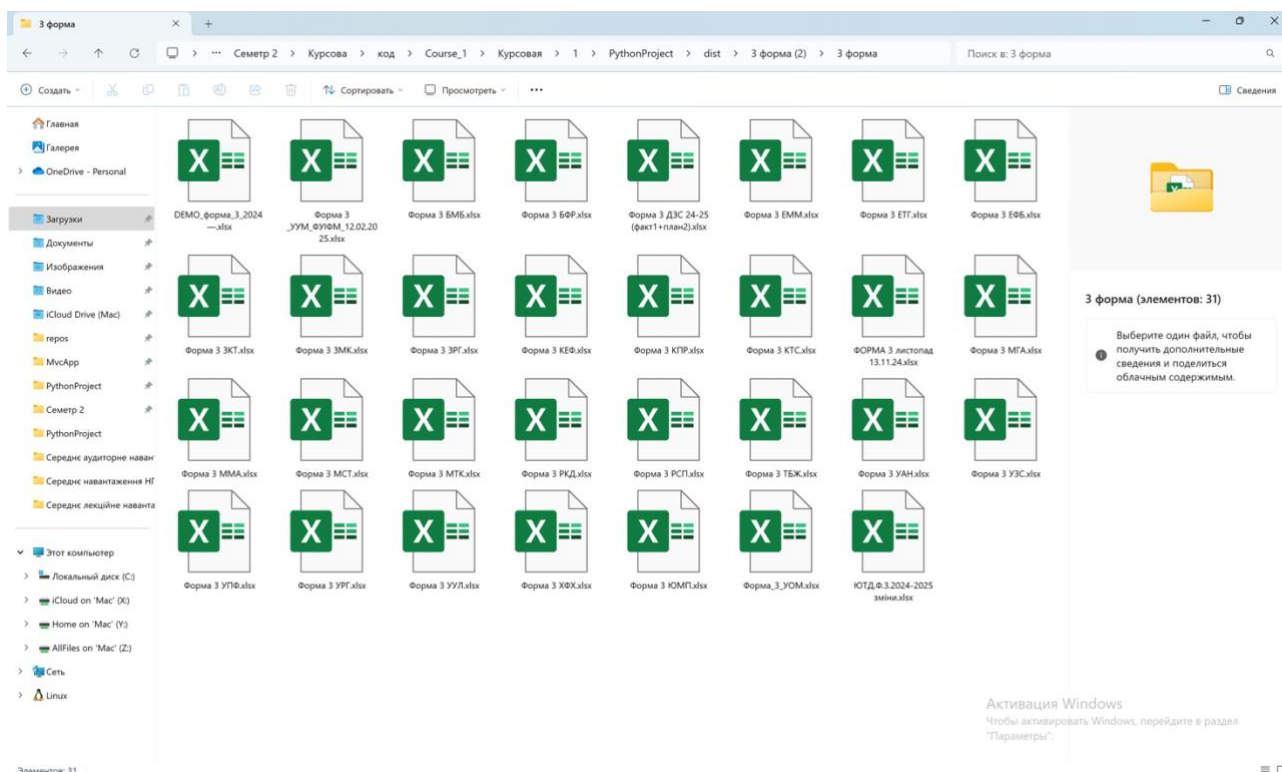 3 форма
Семетр 2 > Курсова > код > Course_1 > Курсовая > 1 > PythonProject > dist > 3 форма (2) > 3 форма
Поиск в: 3 форма
Создать
Сортировать
Просмотреть
Сведения
Главная
Галерея
OneDrive - Personal
Загрузки
Документы
Изображения
Видео
iCloud Drive (Mac)
repos
MvcApp
PythonProject
Семетр 2
PythonProject
Середнє аудиторне наван
Середнє навантаження НГ
Середнє лекційне наванта
Этот компьютер
Локальный диск (C:)
iCloud on 'Mac' (X:)
Home on 'Mac' (Y:)
AllFiles on 'Mac' (Z:)
Сеть
Linux
DEMO_форма_3_2024
—.xlsx
Форма 3
_УУМ_ФУІФМ_12.02.20
25.xlsx
Форма 3 БМБ.xlsx
Форма 3 БФР.xlsx
Форма 3 ДЗС 24-25
(факт1+план2).xlsx
Форма 3 ЕММ.xlsx
Форма 3 ЕТГ.xlsx
Форма 3 ЕФБ.xlsx
Форма 3 ЗКТ.xlsx
Форма 3 ЗМК.xlsx
Форма 3 ЗРГ.xlsx
Форма 3 КЕФ.xlsx
Форма 3 КПР.xlsx
Форма 3 КТС.xlsx
ФОРМА 3 листопад
13.11.24.xlsx
Форма 3 МГА.xlsx
Форма 3 ММА.xlsx
Форма 3 МСТ.xlsx
Форма 3 МТК.xlsx
Форма 3 РКД.xlsx
Форма 3 РСП.xlsx
Форма 3 ТБЖ.xlsx
Форма 3 УАН.xlsx
Форма 3 УЗС.xlsx
Форма 3 УПФ.xlsx
Форма 3 УРГ.xlsx
Форма 3 УУЛ.xlsx
Форма 3 ХФХ.xlsx
Форма 3 ЮМП.xlsx
Форма_3_УОМ.xlsx
ЮТД.Ф.3.2024-2025
зміни.xlsx
3 форма (элементов: 31)
Выберите один файл, чтобы
получить дополнительные
сведения и поделиться
облачным содержимым.
Активация Windows
Чтобы активировать Windows, перейдите в раздел
"Параметры".
Элементов: 31